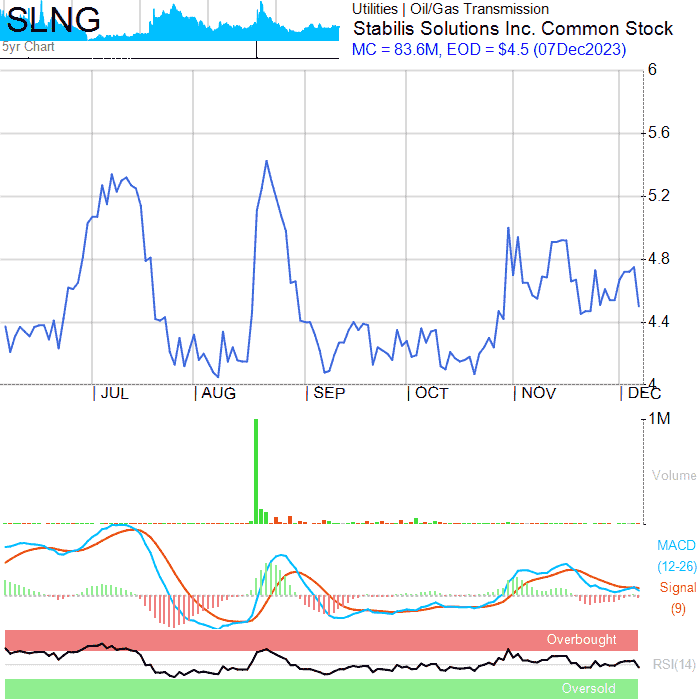 SLNG
5yr Chart
Utilities | Oil/Gas Transmission
Stabilis Solutions Inc. Common Stock
MC = 83.6M, EOD = $4.5 (07Dec2023)
6
5.6
5.2
4.8
4.4
4
JUL AUG SEP OCT NOV DEC
1M
Volume
MACD
(12-26)
Signal
(9)
Overbought
RSI(14)
Oversold